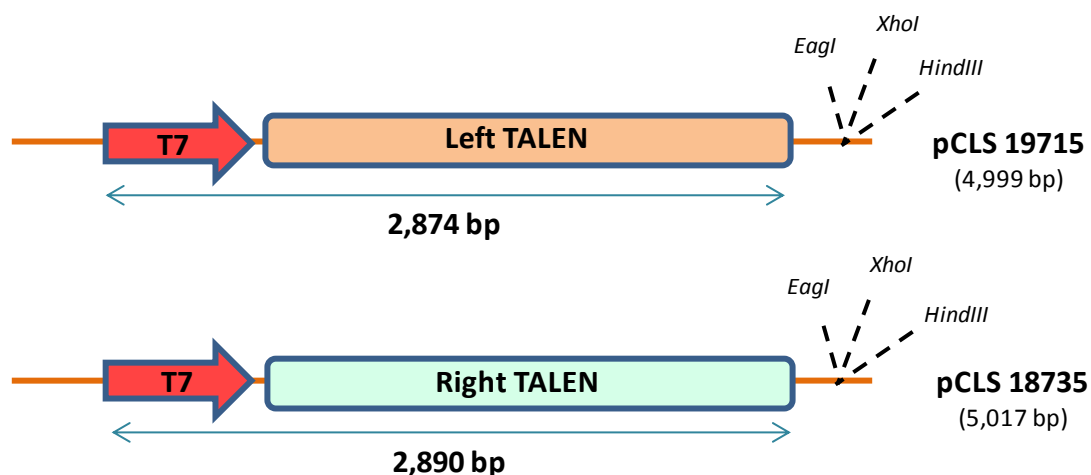 EagI
XhoI
HindIII
T7
Left TALEN
pCLS 19715
(4,999 bp)
2,874 bp
EagI
XhoI
HindIII
T7
Right TALEN
pCLS 18735
(5,017 bp)
2,890 bp